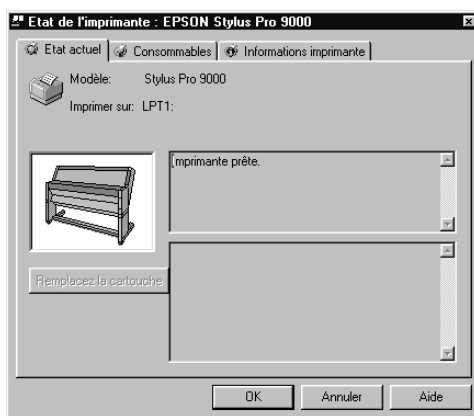 Etat de l'imprimante : EPSON Stylus Pro 9000
Etat actuel Consommables Informations imprimante
Modèle: Stylus Pro 9000
Imprimer sur: LPT1:
Imprimante prête.
Remplacez la cartouche
OK Annuler Aide